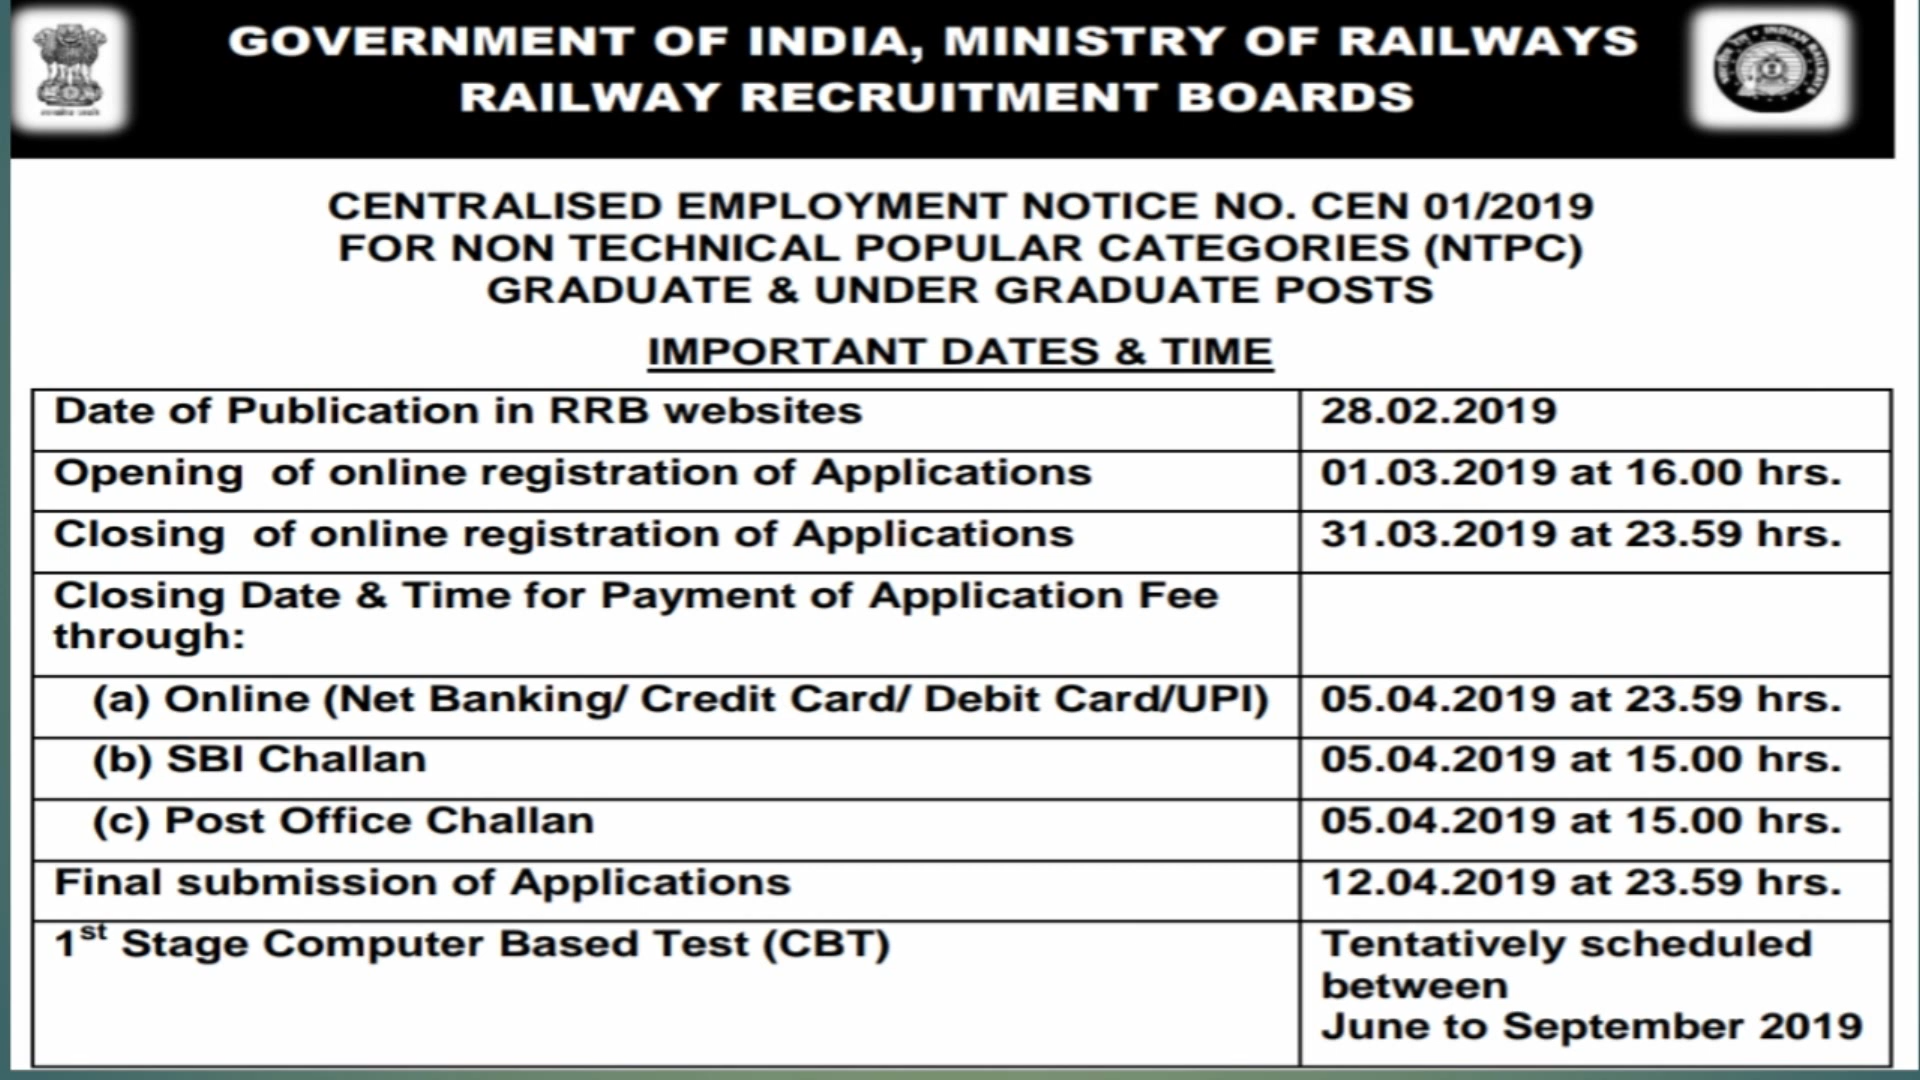 GOVERNMENT OF INDIA, MINISTRY OF RAILWAYS
RAILWAY RECRUITMENT BOARDS
CENTRALISED EMPLOYMENT NOTICE NO. CEN 01/2019
FOR NON TECHNICAL POPULAR CATEGORIES (NTPC)
GRADUATE & UNDER GRADUATE POSTS
IMPORTANT DATES & TIME
Date of Publication in RRB websites 28.02.2019
Opening of online registration of Applications 01.03.2019 at 16.00 hrs.
Closing of online registration of Applications 31.03.2019 at 23.59 hrs.
Closing Date & Time for Payment of Application Fee
through:
(a) Online (Net Banking/ Credit Card/ Debit Card/UPI) 05.04.2019 at 23.59 hrs.
(b) SBI Challan 05.04.2019 at 15.00 hrs.
(c) Post Office Challan 05.04.2019 at 15.00 hrs.
Final submission of Applications 12.04.2019 at 23.59 hrs.
1st Stage Computer Based Test (CBT) Tentatively scheduled
between
June to September 2019